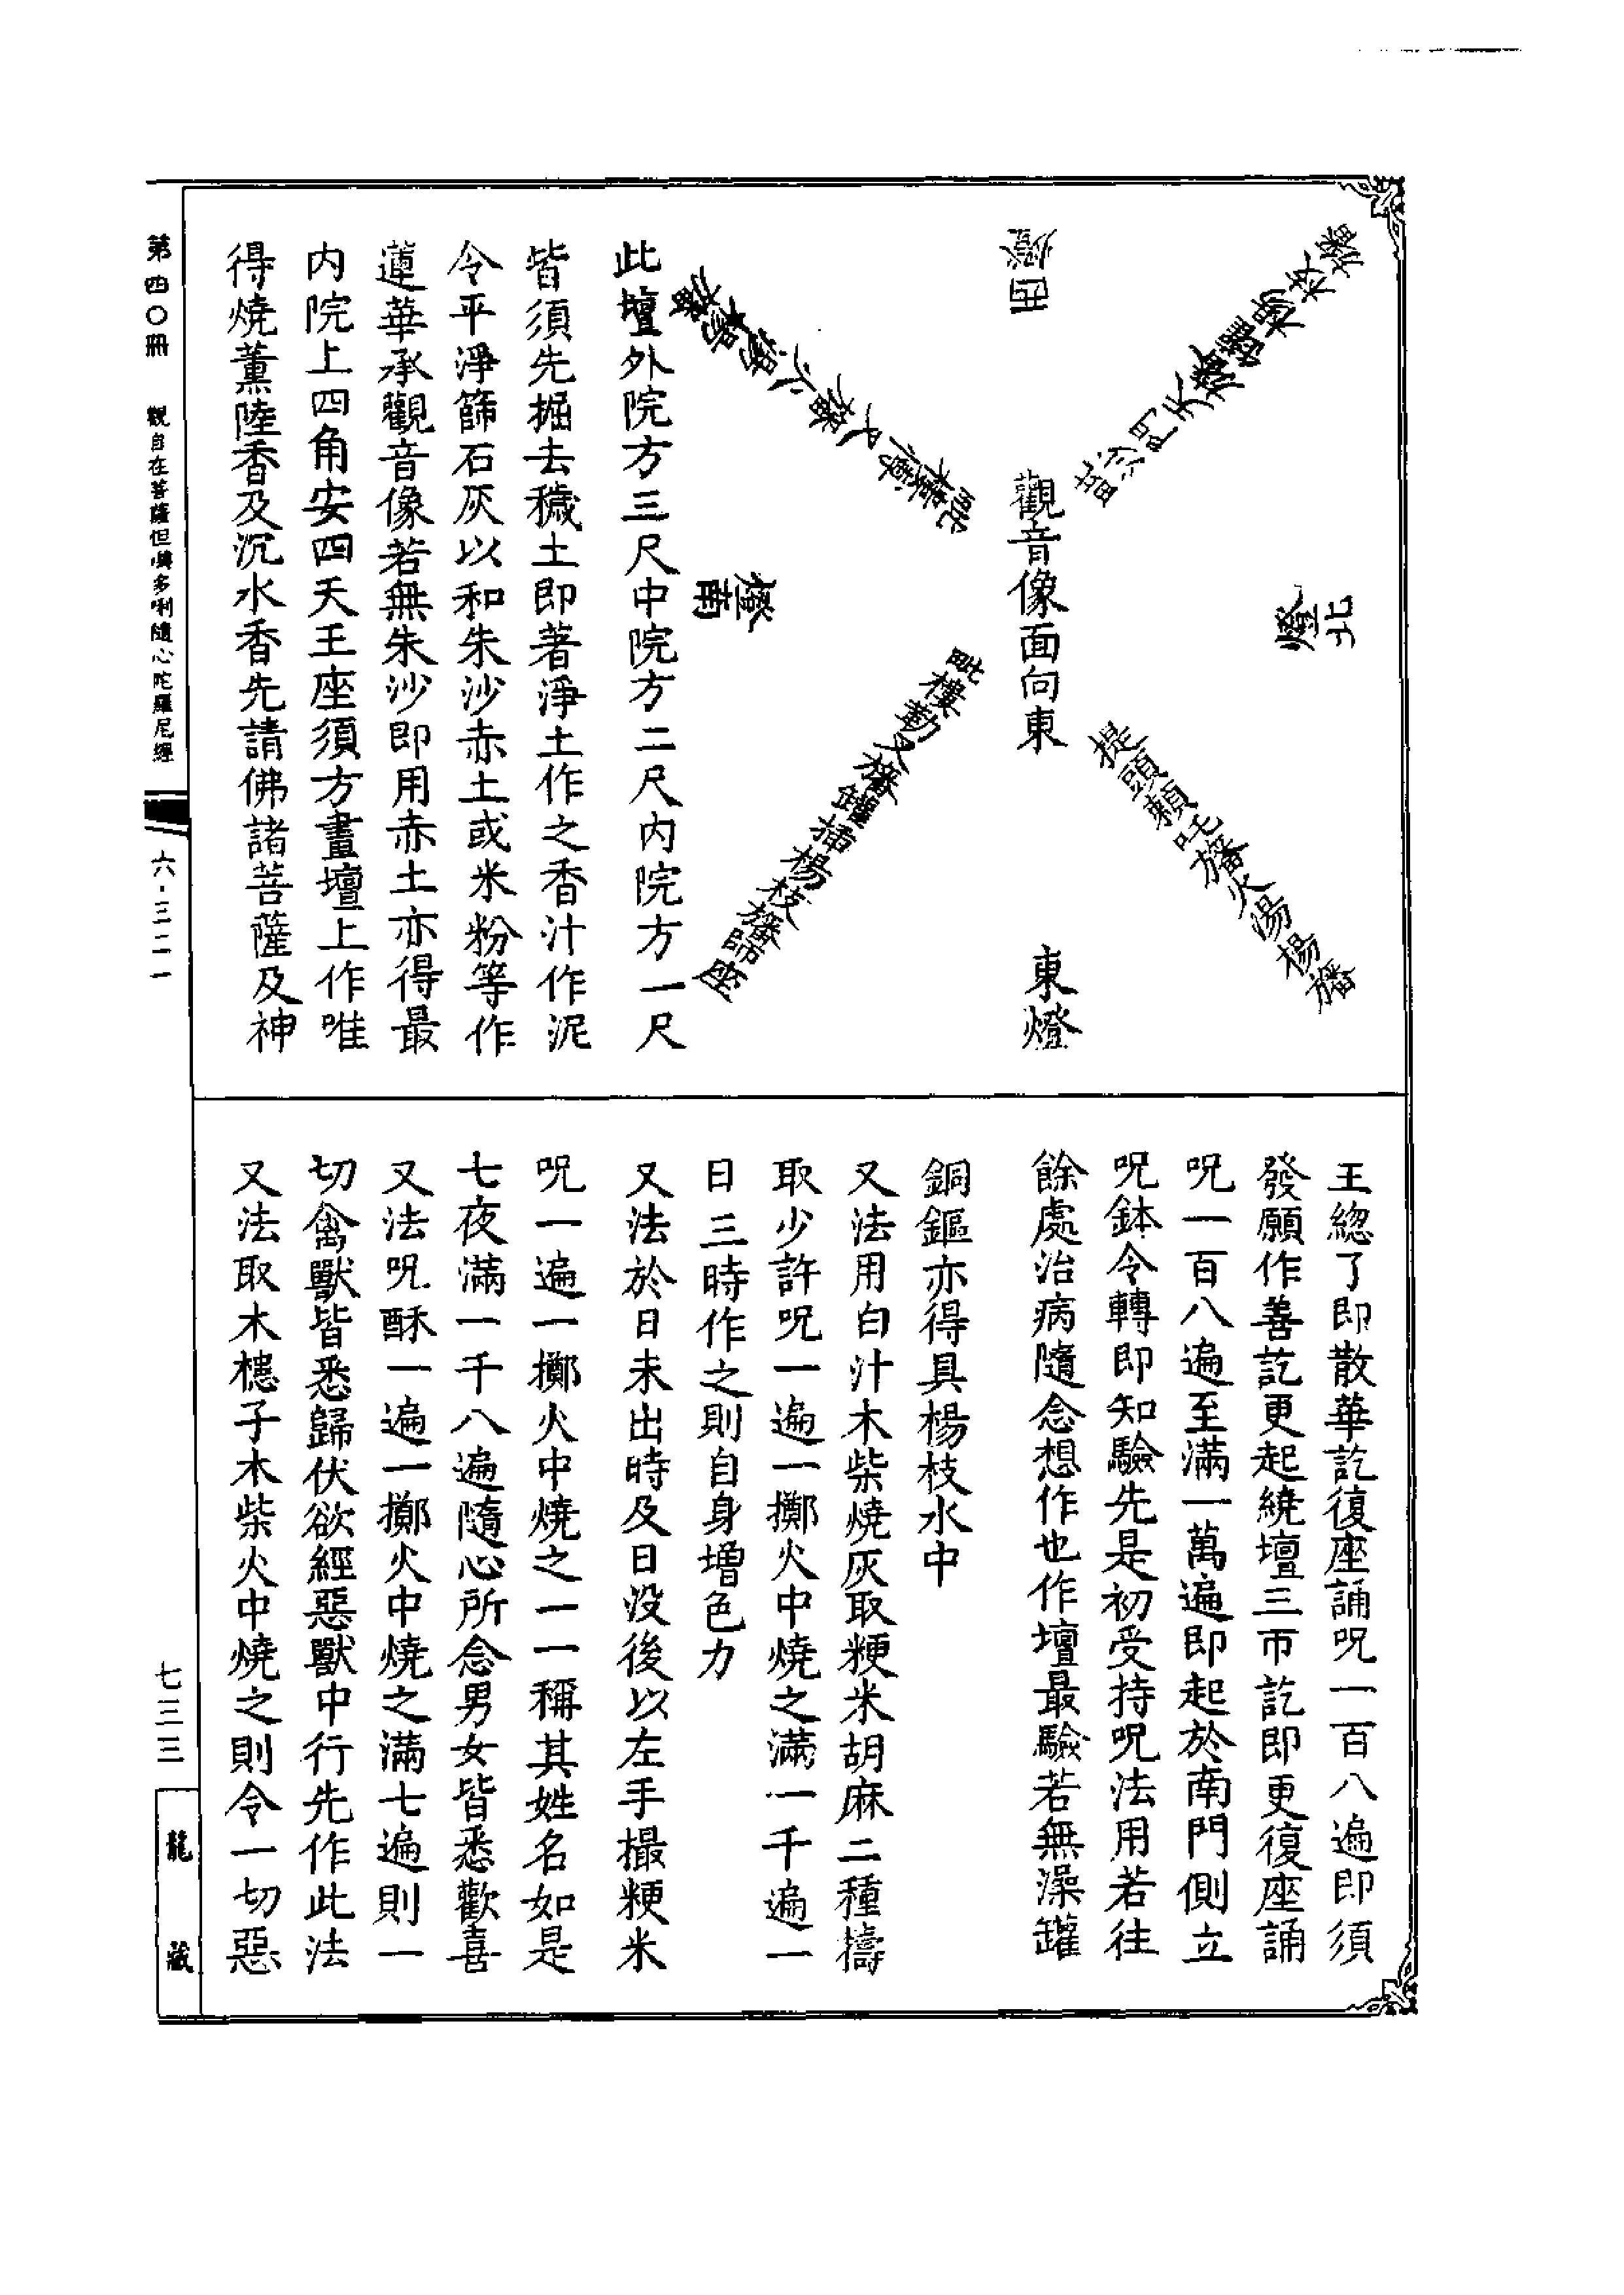 觀音像面向東
東燈
西燈
北燈
南燈
提頭賴吒旛火湯楊旛
毗樓勒叉旛鑵揷楊枝旛師座
此壇外院方三尺中院方二尺内院方一尺
皆須先掘去穢土即著淨土作之香汁作泥
令平淨篩石灰以和朱沙赤土或米粉等作
蓮華承觀音像若無朱沙即用赤土亦得最
内院上四角安四天王座須方畫壇上作唯
得燒薰陸香及沉水香先請佛諸菩薩及神
王總了即散華訖復座誦呪一百八遍即須
發願作善訖更起繞壇三帀訖即更復座誦
呪一百八遍至滿一萬遍即起於南門側立
呪鉢令轉即知驗先是初受持呪法用若往
餘處治病隨念想作也作壇最驗若無澡罐
銅鏂亦得具楊枝水中
又法用白汁木柴燒灰取粳米胡麻二種擣
取少許呪一遍一擲火中燒之滿一千遍一
日三時作之則自身增色力
又法於日未出時及日没後以左手撮粳米
呪一遍一擲火中燒之一一稱其姓名如是
七夜滿一千八遍隨心所念男女皆悉歡喜
又法呪酥一遍一擲火中燒之滿七遍則一
切禽獸皆悉歸伏欲經惡獸中行先作此法
又法取木槵子木柴火中燒之則令一切惡
第四〇冊 觀自在菩薩怛嚩多唎隨心陀羅尼經
六·三二一
七三三
龍藏